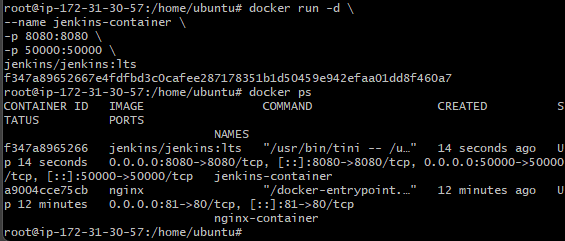 root@ip-172-31-30-57:/home/ubuntu# docker run -d \
--name jenkins-container \
-p 8080:8080 \
-p 50000:50000 \
jenkins/jenkins:lts
f347a89652667e4fdfbd3c0cafee287178351b1d50459e942efaa01dd8f460a7
root@ip-172-31-30-57:/home/ubuntu# docker ps
CONTAINER ID   IMAGE                 COMMAND                  CREATED          S
TATUS          PORTS
                               NAMES
f347a8965266   jenkins/jenkins:lts   "/usr/bin/tini -- /u…"   14 seconds ago   U
p 14 seconds   0.0.0.0:8080->8080/tcp, [::]:8080->8080/tcp, 0.0.0.0:50000->50000
/tcp, [::]:50000->50000/tcp   jenkins-container
a9004cce75cb   nginx                 "/docker-entrypoint.…"   12 minutes ago   U
p 12 minutes   0.0.0.0:81->80/tcp, [::]:81->80/tcp
                               nginx-container
root@ip-172-31-30-57:/home/ubuntu#